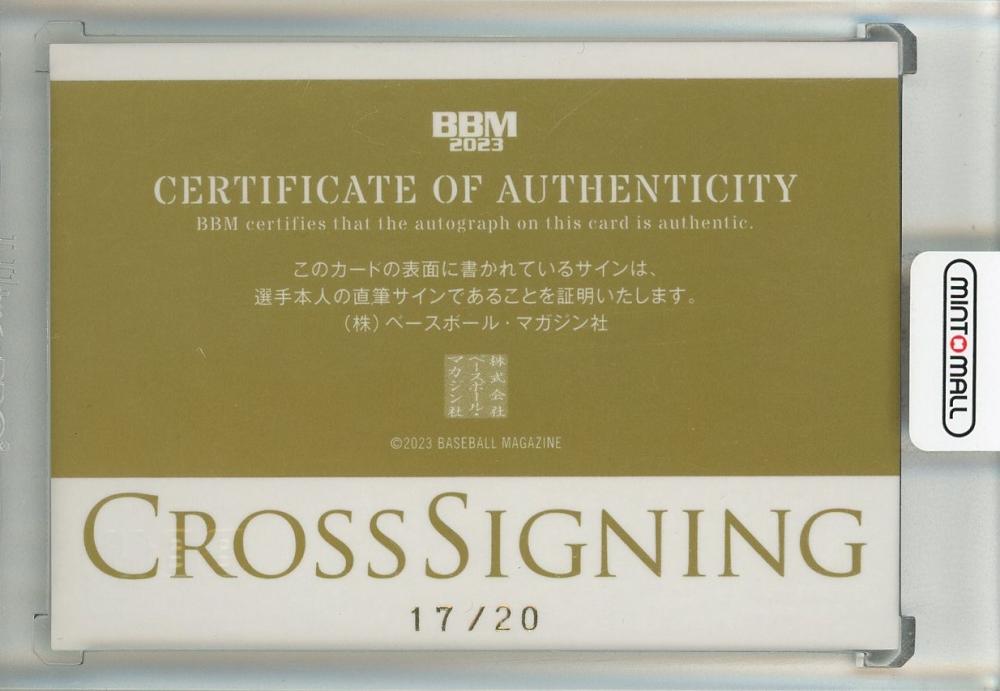 BBM
2023
CERTIFICATE OF AUTHENTICITY
BBM certifies that the autograph on this card is authentic.
このカードの表面に書かれているサインは、
選手本人の直筆サインであることを証明いたします。
（株）ベースボール・マガジン社
株式会社
ベースボール・
マガジン社
©2023 BASEBALL MAGAZINE
CROSSSIGNING
17/20
MINTMALL